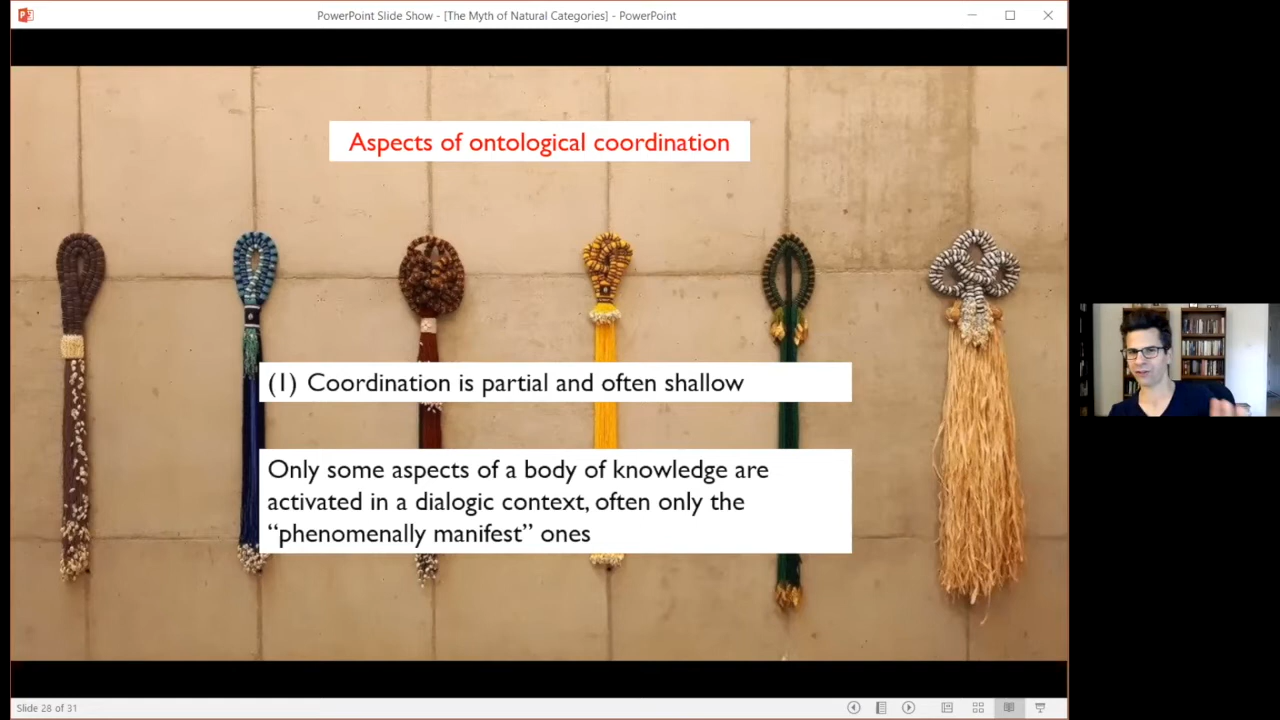 PowerPoint Slide Show - [The Myth of Natural Categories] - PowerPoint
Aspects of ontological coordination
(1) Coordination is partial and often shallow
Only some aspects of a body of knowledge are
activated in a dialogic context, often only the
“phenomenally manifest” ones
Slide 28 of 31